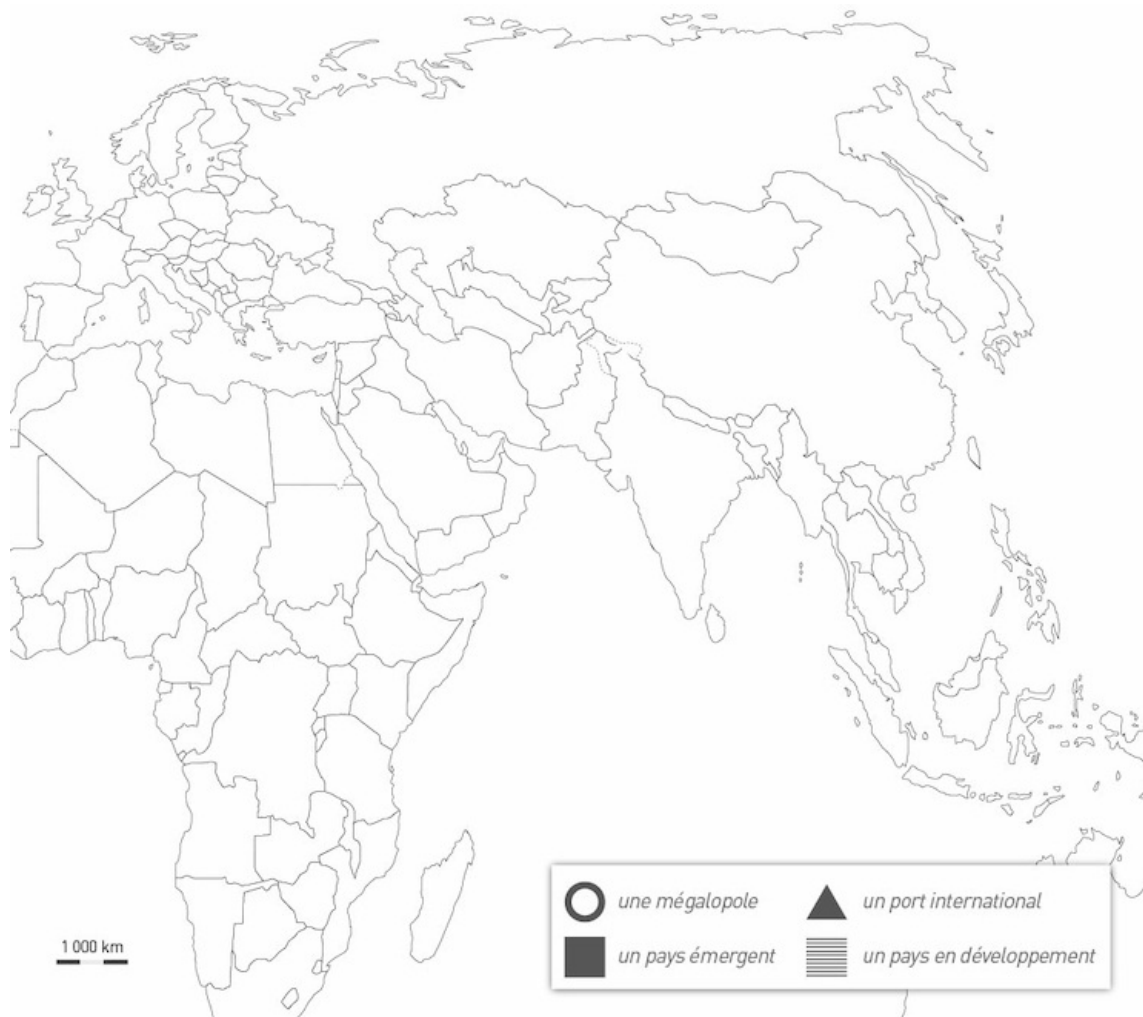 1 000 km
une mégalopole
un port international
un pays émergent
un pays en développement